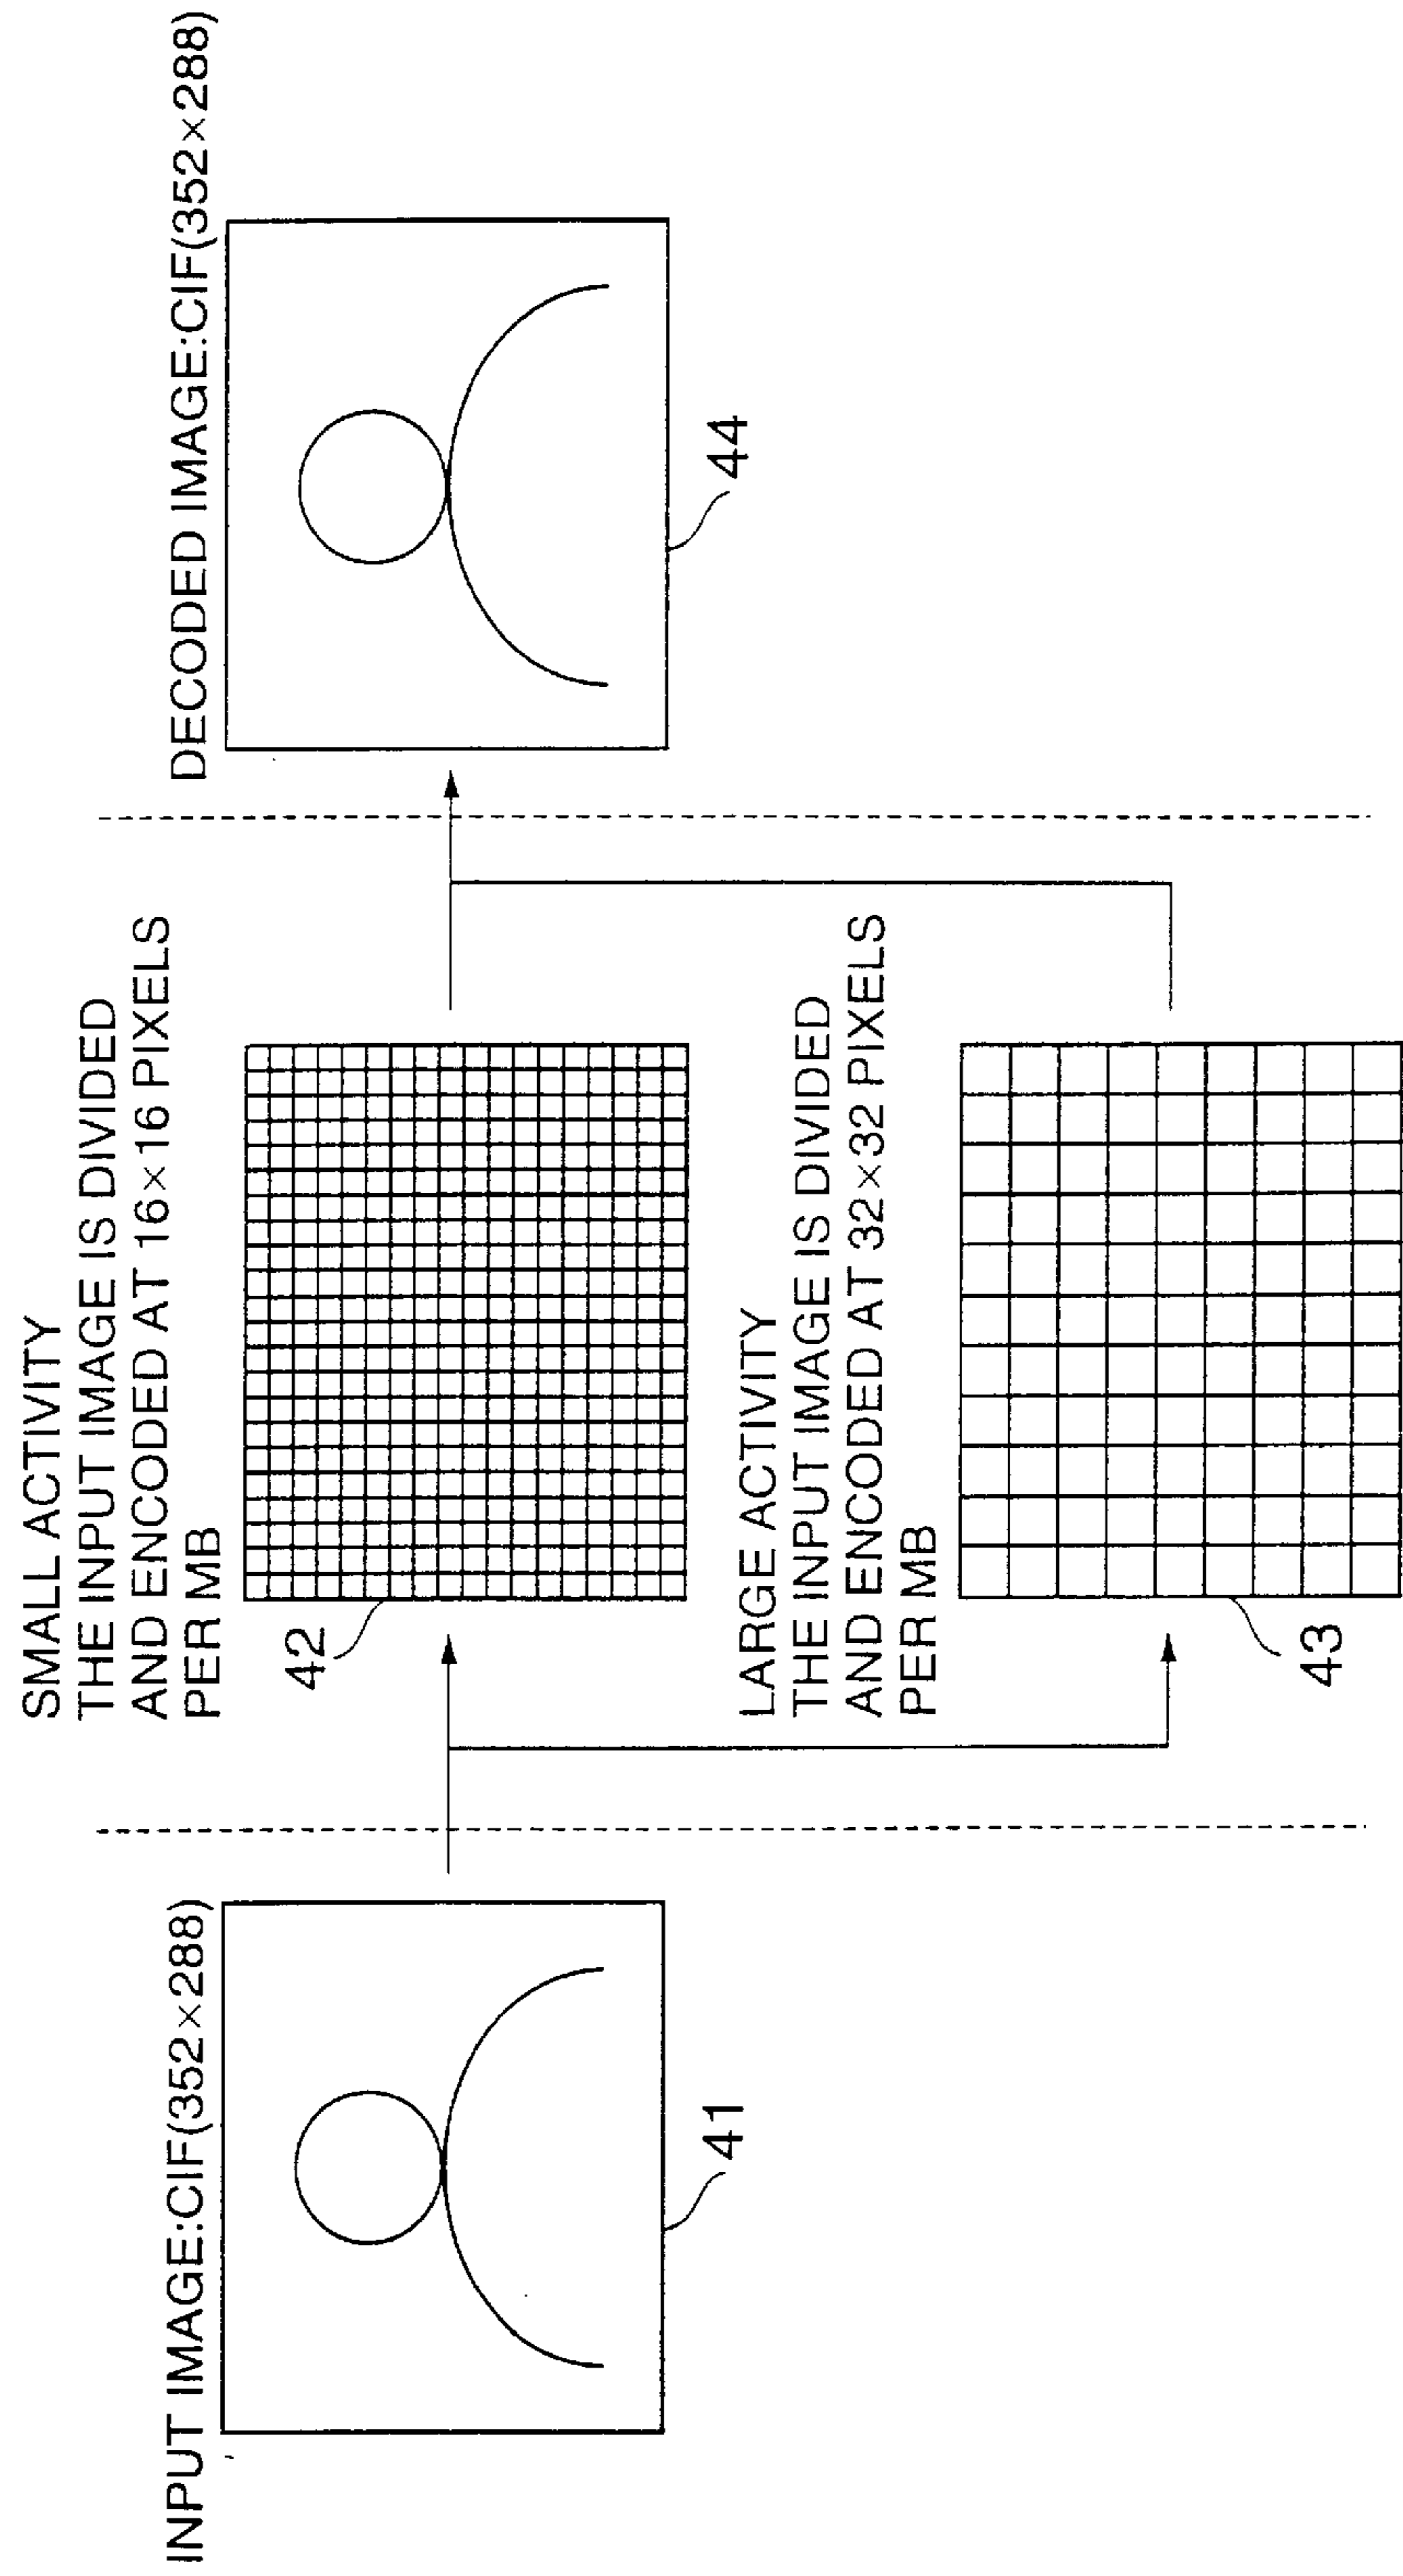 INPUT IMAGE:CIF(352×288)
41
SMALL ACTIVITY
THE INPUT IMAGE IS DIVIDED
AND ENCODED AT 16×16 PIXELS
PER MB
42
LARGE ACTIVITY
THE INPUT IMAGE IS DIVIDED
AND ENCODED AT 32×32 PIXELS
PER MB
43
DECODED IMAGE:CIF(352×288)
44